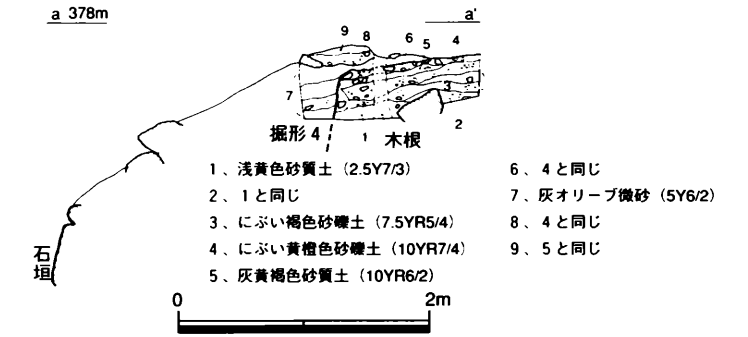 a 378m
a'
9 8 6 5 4
7
3
掘形4 1 木根 2
1、浅黄色砂質土（2.5Y7/3）
2、1と同じ
3、にぶい褐色砂礫土（7.5YR5/4）
4、にぶい黄橙色砂礫土（10YR7/4）
5、灰黄褐色砂質土（10YR6/2）
6、4と同じ
7、灰オリーブ微砂（5Y6/2）
8、4と同じ
9、5と同じ
石垣
0 2m